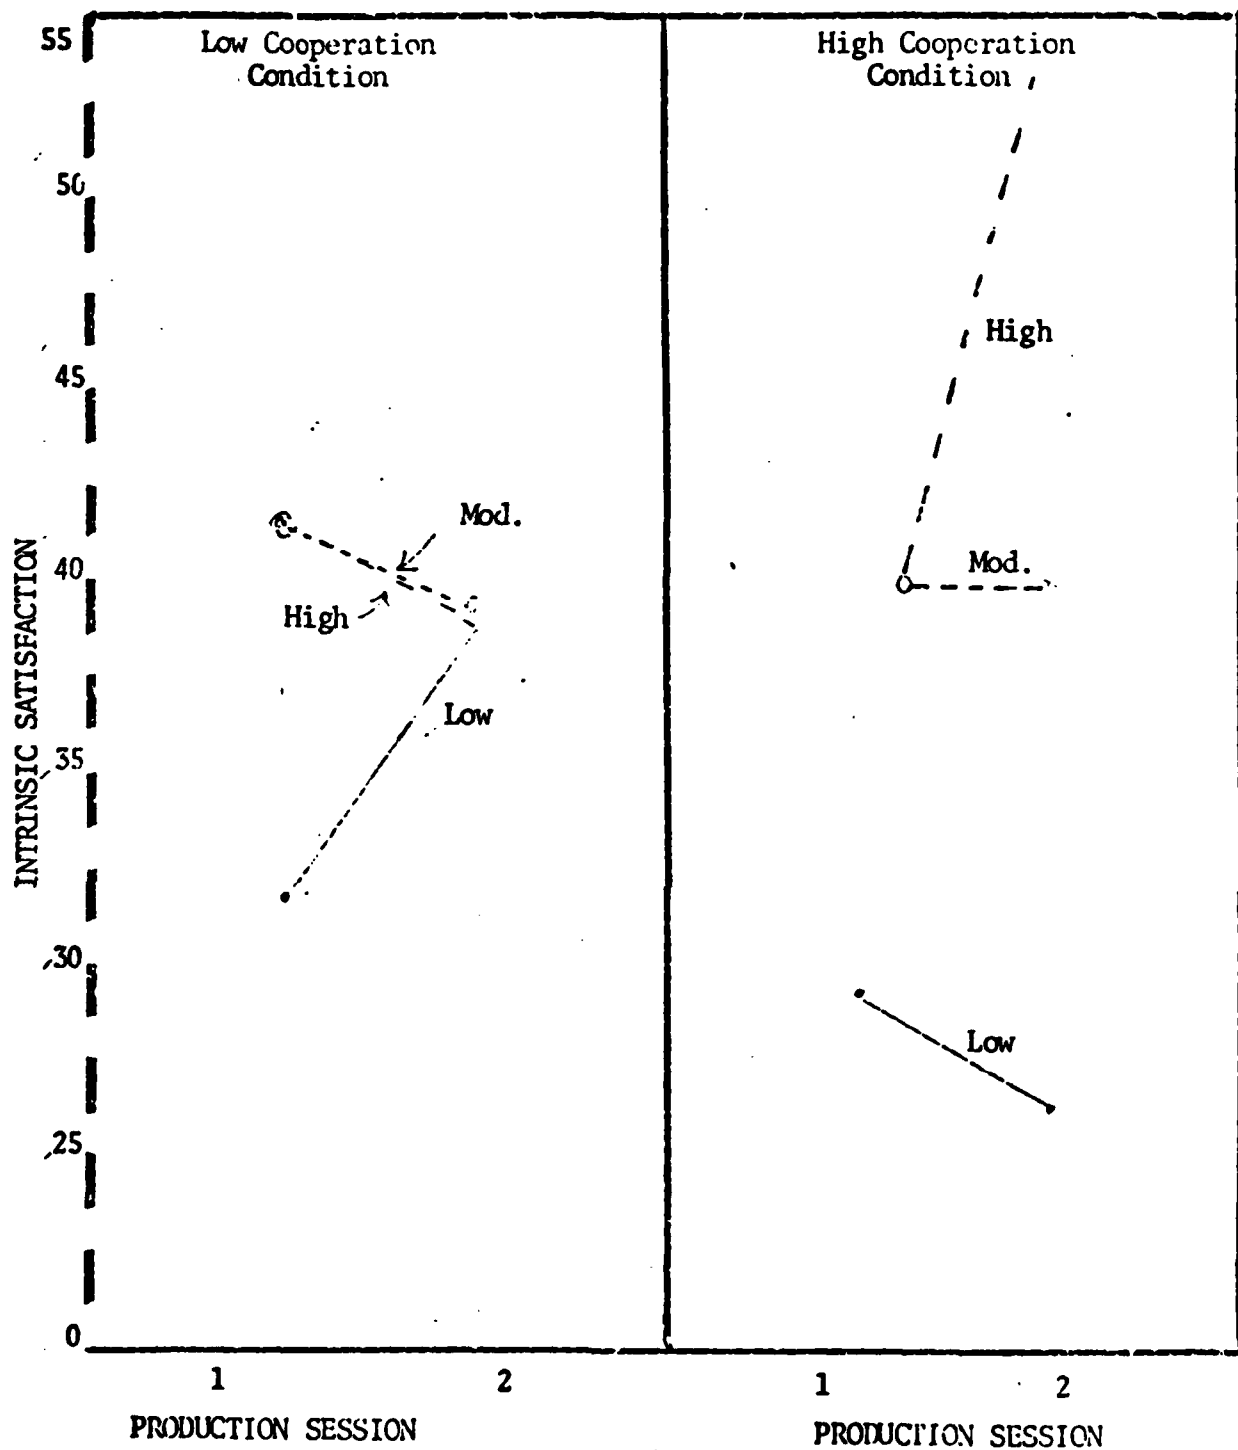 Low Cooperation
Condition
High Cooperation
Condition
55
50
45
40
35
30
25
0
INTRINSIC SATISFACTION
Mod.
High
Low
High
Mod.
Low
1
2
PRODUCTION SESSION
1
2
PRODUCTION SESSION